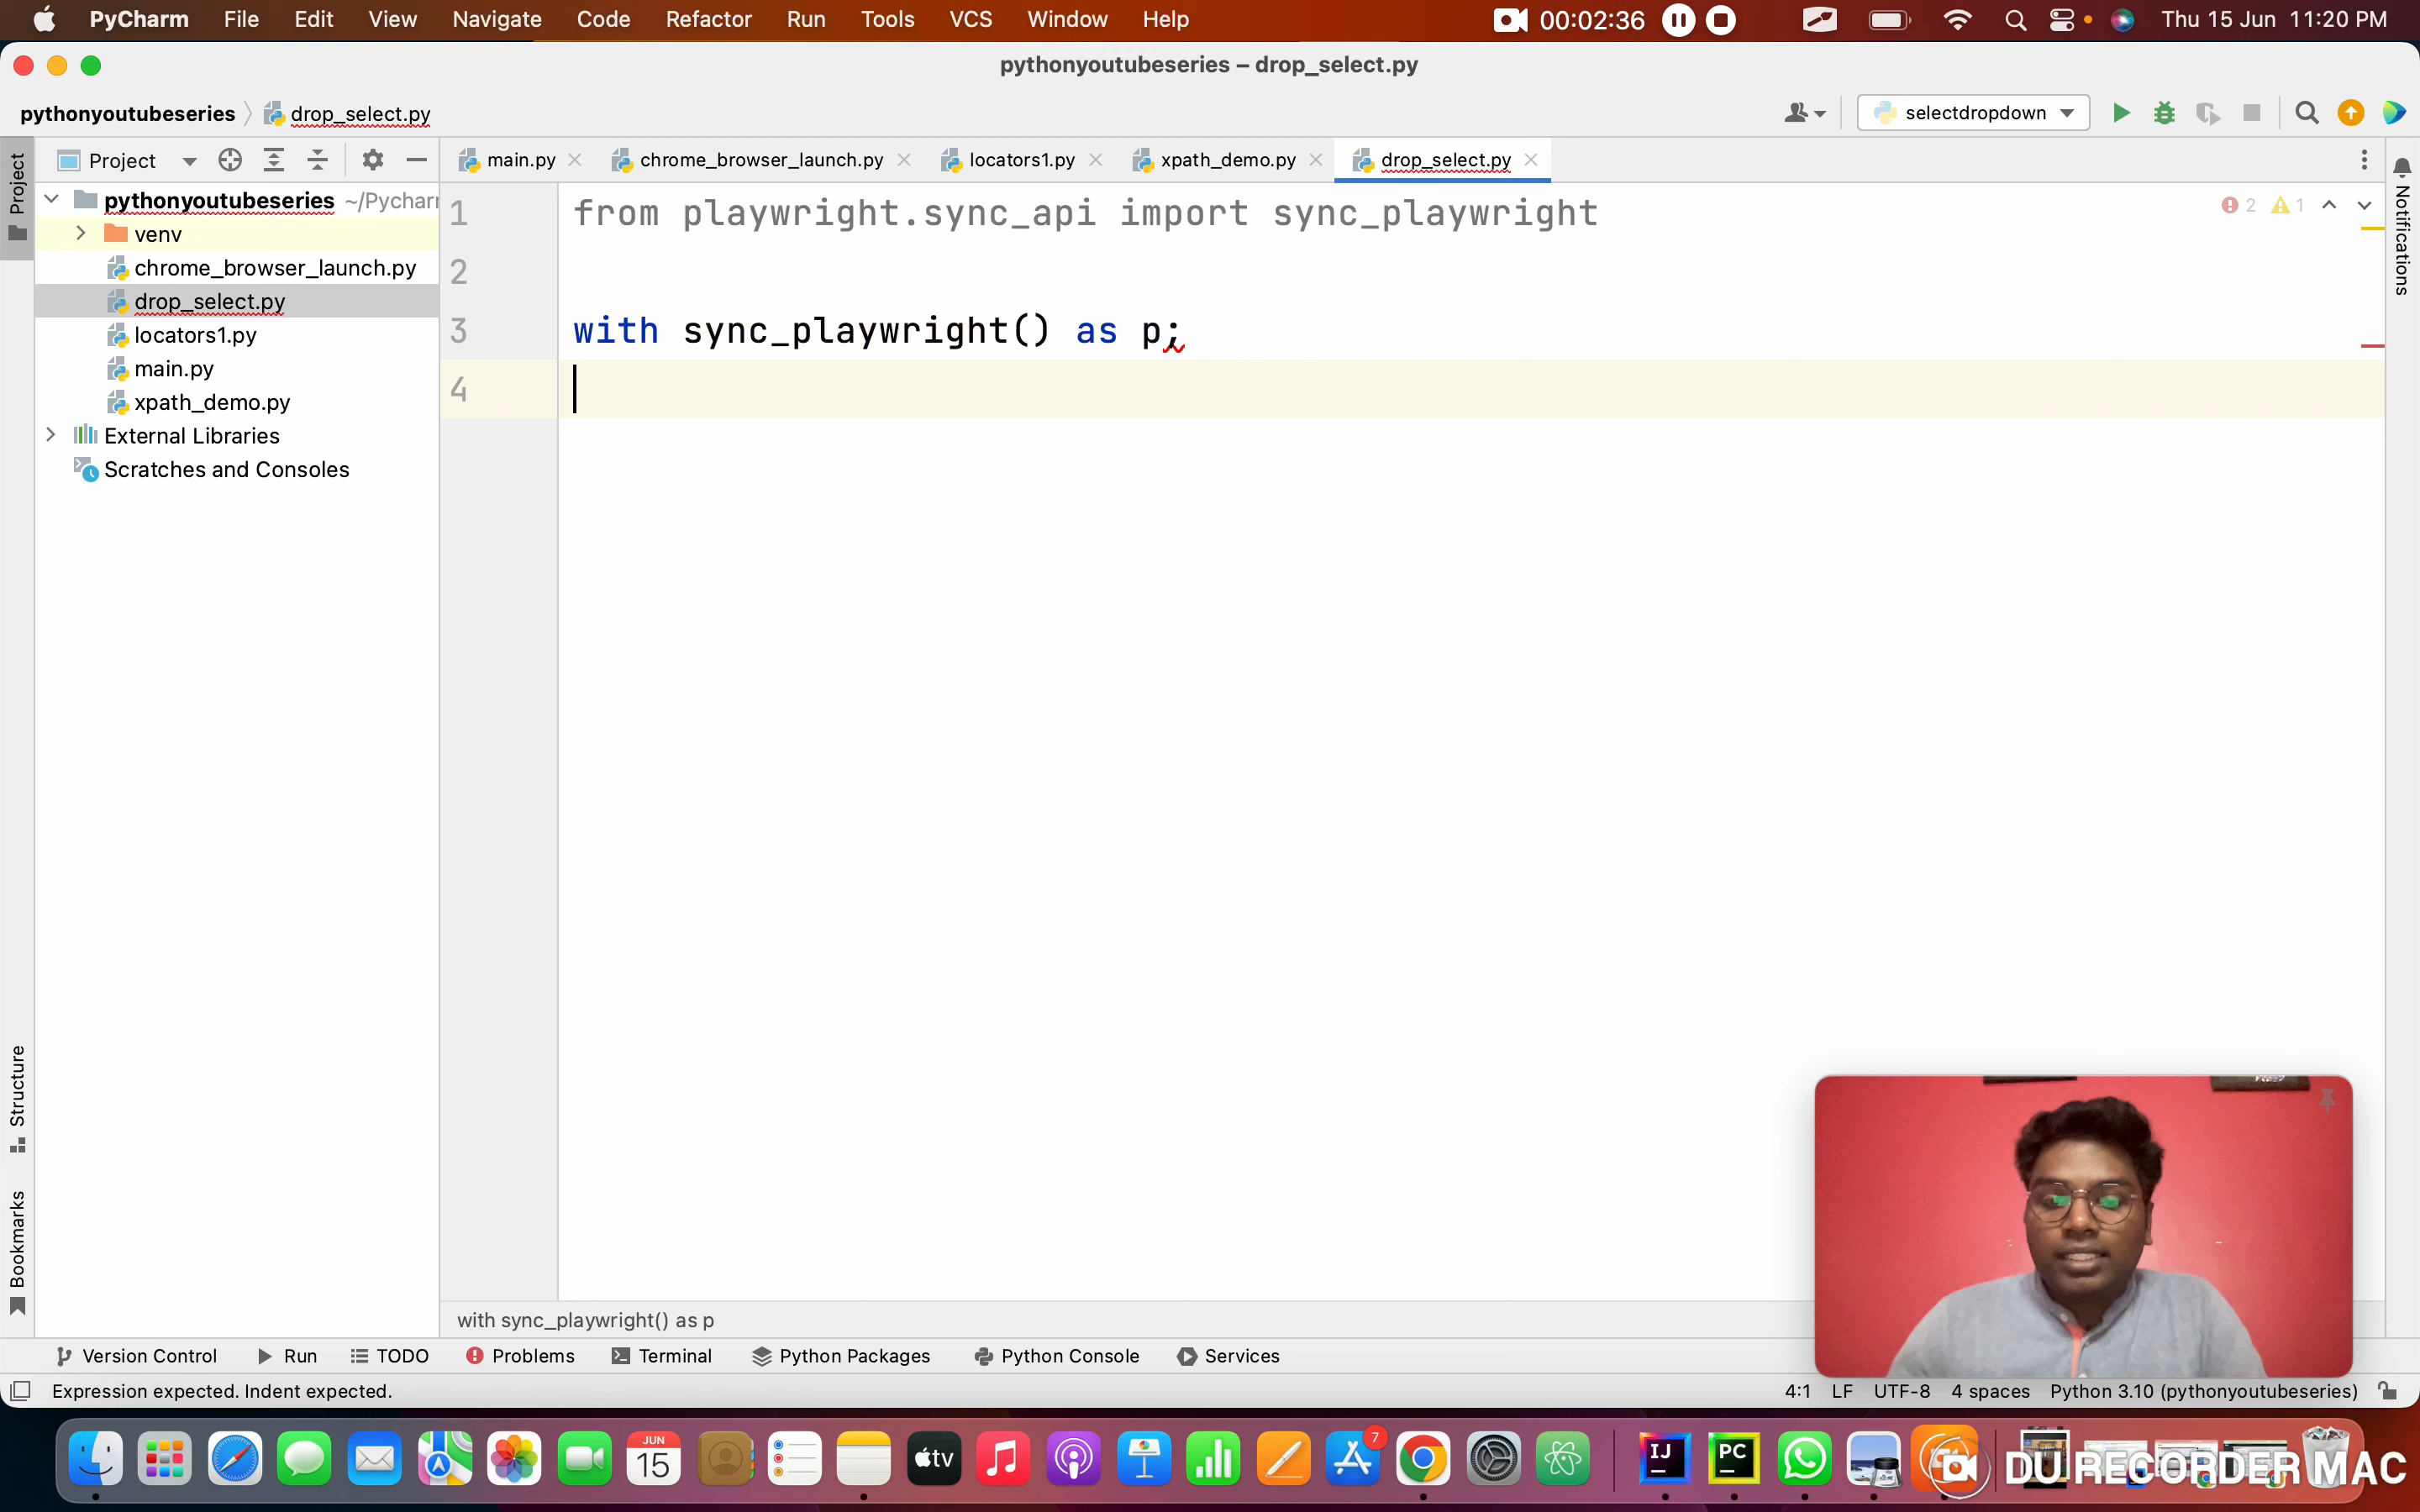 PyCharm File Edit View Navigate Code Refactor Run Tools VCS Window Help 00:02:36 Thu 15 Jun 11:20 PM
pythonyoutubeseries – drop_select.py
pythonyoutubeseries drop_select.py selectdropdown
Project
Project
main.py chrome_browser_launch.py locators1.py xpath_demo.py drop_select.py
Notifications
pythonyoutubeseries ~/Pycharm
venv
chrome_browser_launch.py
drop_select.py
locators1.py
main.py
xpath_demo.py
External Libraries
Scratches and Consoles
1 from playwright.sync_api import sync_playwright
2 1
2
3 with sync_playwright() as p;
4
Structure
Bookmarks
with sync_playwright() as p
Version Control Run TODO Problems Terminal Python Packages Python Console Services
Expression expected. Indent expected. 4:1 LF UTF-8 4 spaces Python 3.10 (pythonyoutubeseries)
JUN
15
tv
7
IJ
PC
DU RECORDER MAC